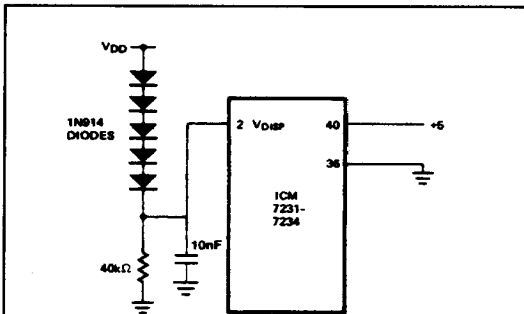 VDD
1N914
DIODES
2 VDISP 40
+5
36
ICM
7231-
7234
10nF
40kΩ